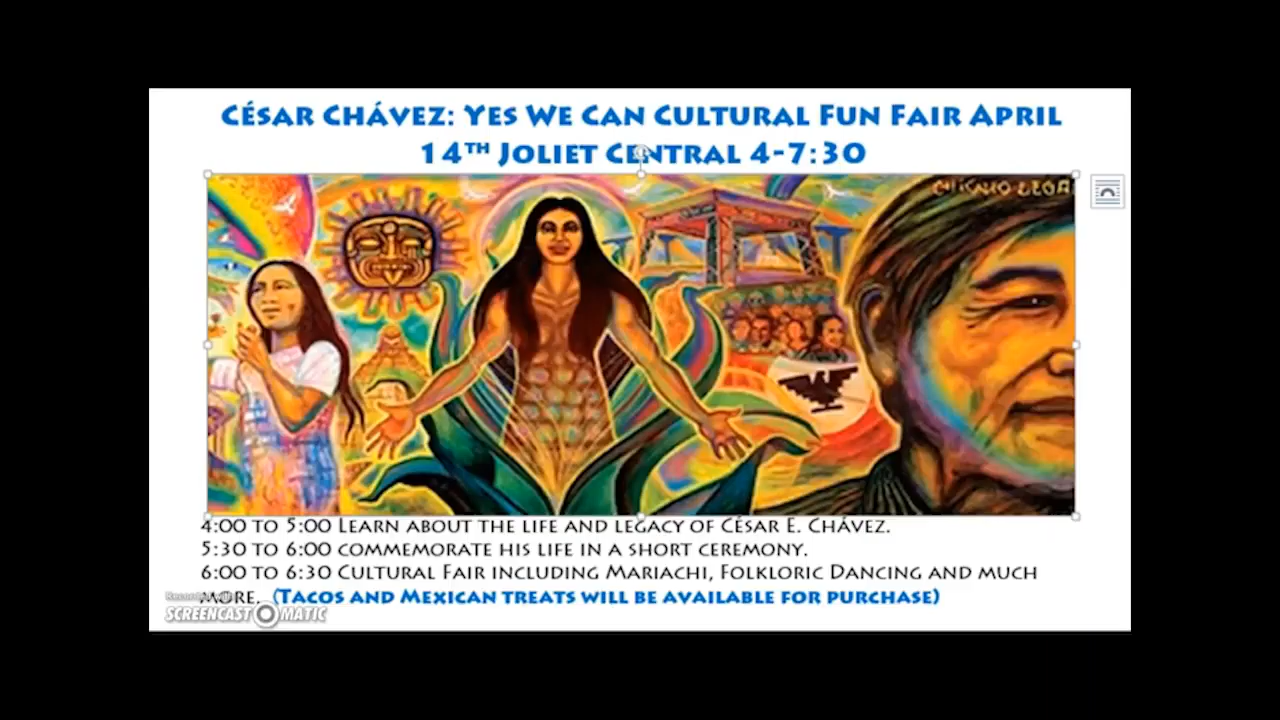 CÉSAR CHÁVEZ: YES WE CAN CULTURAL FUN FAIR APRIL
14TH JOLIET CENTRAL 4-7:30
4:00 TO 5:00 LEARN ABOUT THE LIFE AND LEGACY OF CÉSAR E. CHÁVEZ.
5:30 TO 6:00 COMMEMORATE HIS LIFE IN A SHORT CEREMONY.
6:00 TO 6:30 CULTURAL FAIR INCLUDING MARIACHI, FOLKLORIC DANCING AND MUCH
MORE. (TACOS AND MEXICAN TREATS WILL BE AVAILABLE FOR PURCHASE)
Recorded with
SCREENCAST-O-MATIC